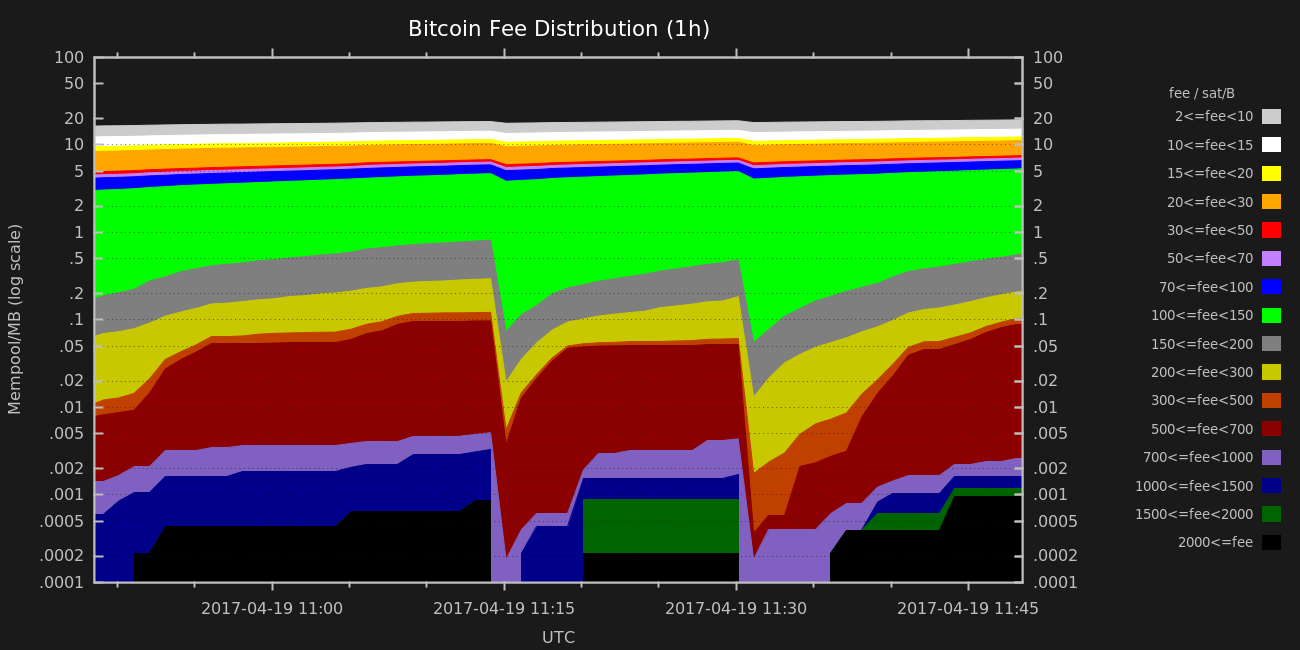 Bitcoin Fee Distribution (1h)
100
50
20
10
5
2
1
.5
.2
.1
.05
.02
.01
.005
.002
.001
.0005
.0002
.0001
Mempool/MB (log scale)
100
50
20
10
5
2
1
.5
.2
.1
.05
.02
.01
.005
.002
.001
.0005
.0002
.0001
2017-04-19 11:00
2017-04-19 11:15
2017-04-19 11:30
2017-04-19 11:45
UTC
fee / sat/B
2<=fee<10
10<=fee<15
15<=fee<20
20<=fee<30
30<=fee<50
50<=fee<70
70<=fee<100
100<=fee<150
150<=fee<200
200<=fee<300
300<=fee<500
500<=fee<700
700<=fee<1000
1000<=fee<1500
1500<=fee<2000
2000<=fee